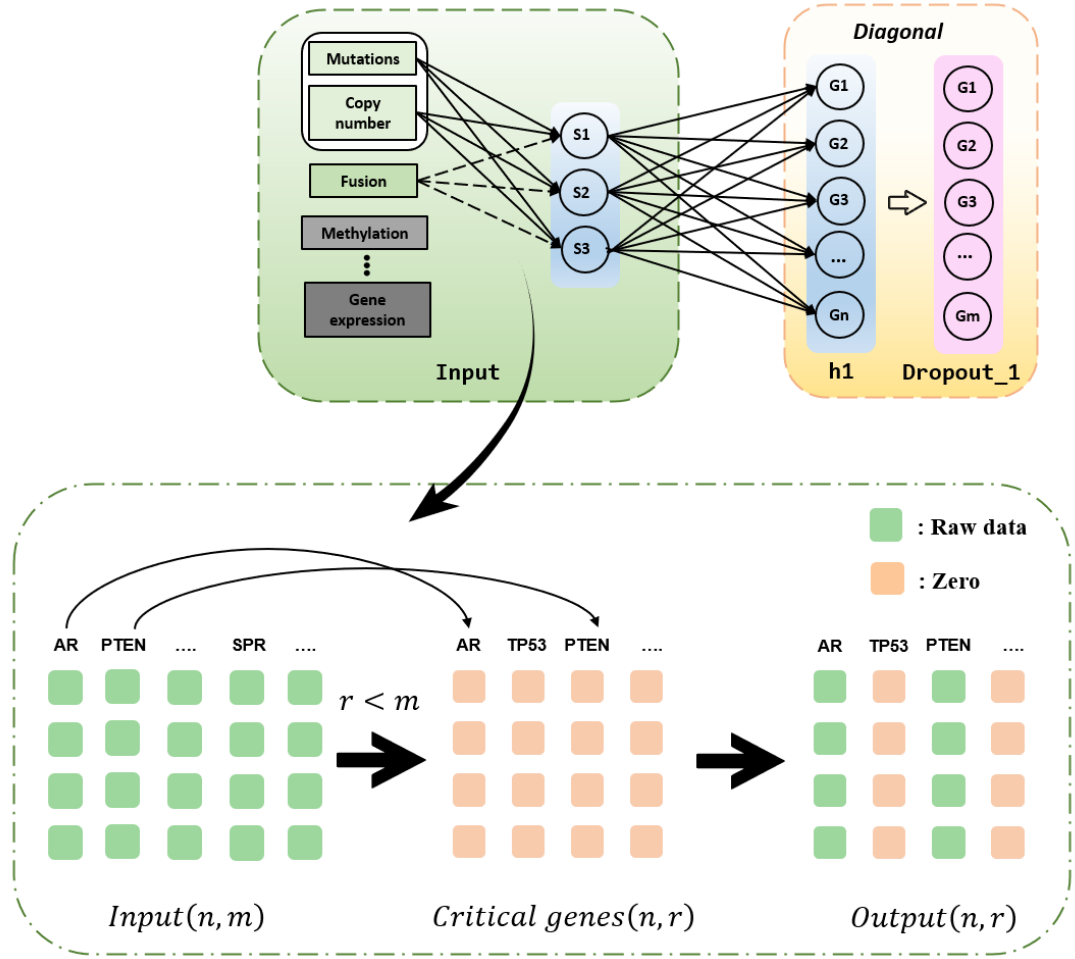 Diagonal
Mutations
Copy
number
Fusion
Methylation
Gene
expression
S1
S2
S3
G1
G2
G3
...
Gn
G1
G2
G3
...
Gm
Input
h1
Dropout_1
: Raw data
: Zero
AR PTEN .... SPR ....
AR TP53 PTEN ....
AR TP53 PTEN ....
r < m
Input(n, m)
Critical genes(n, r)
Output(n, r)